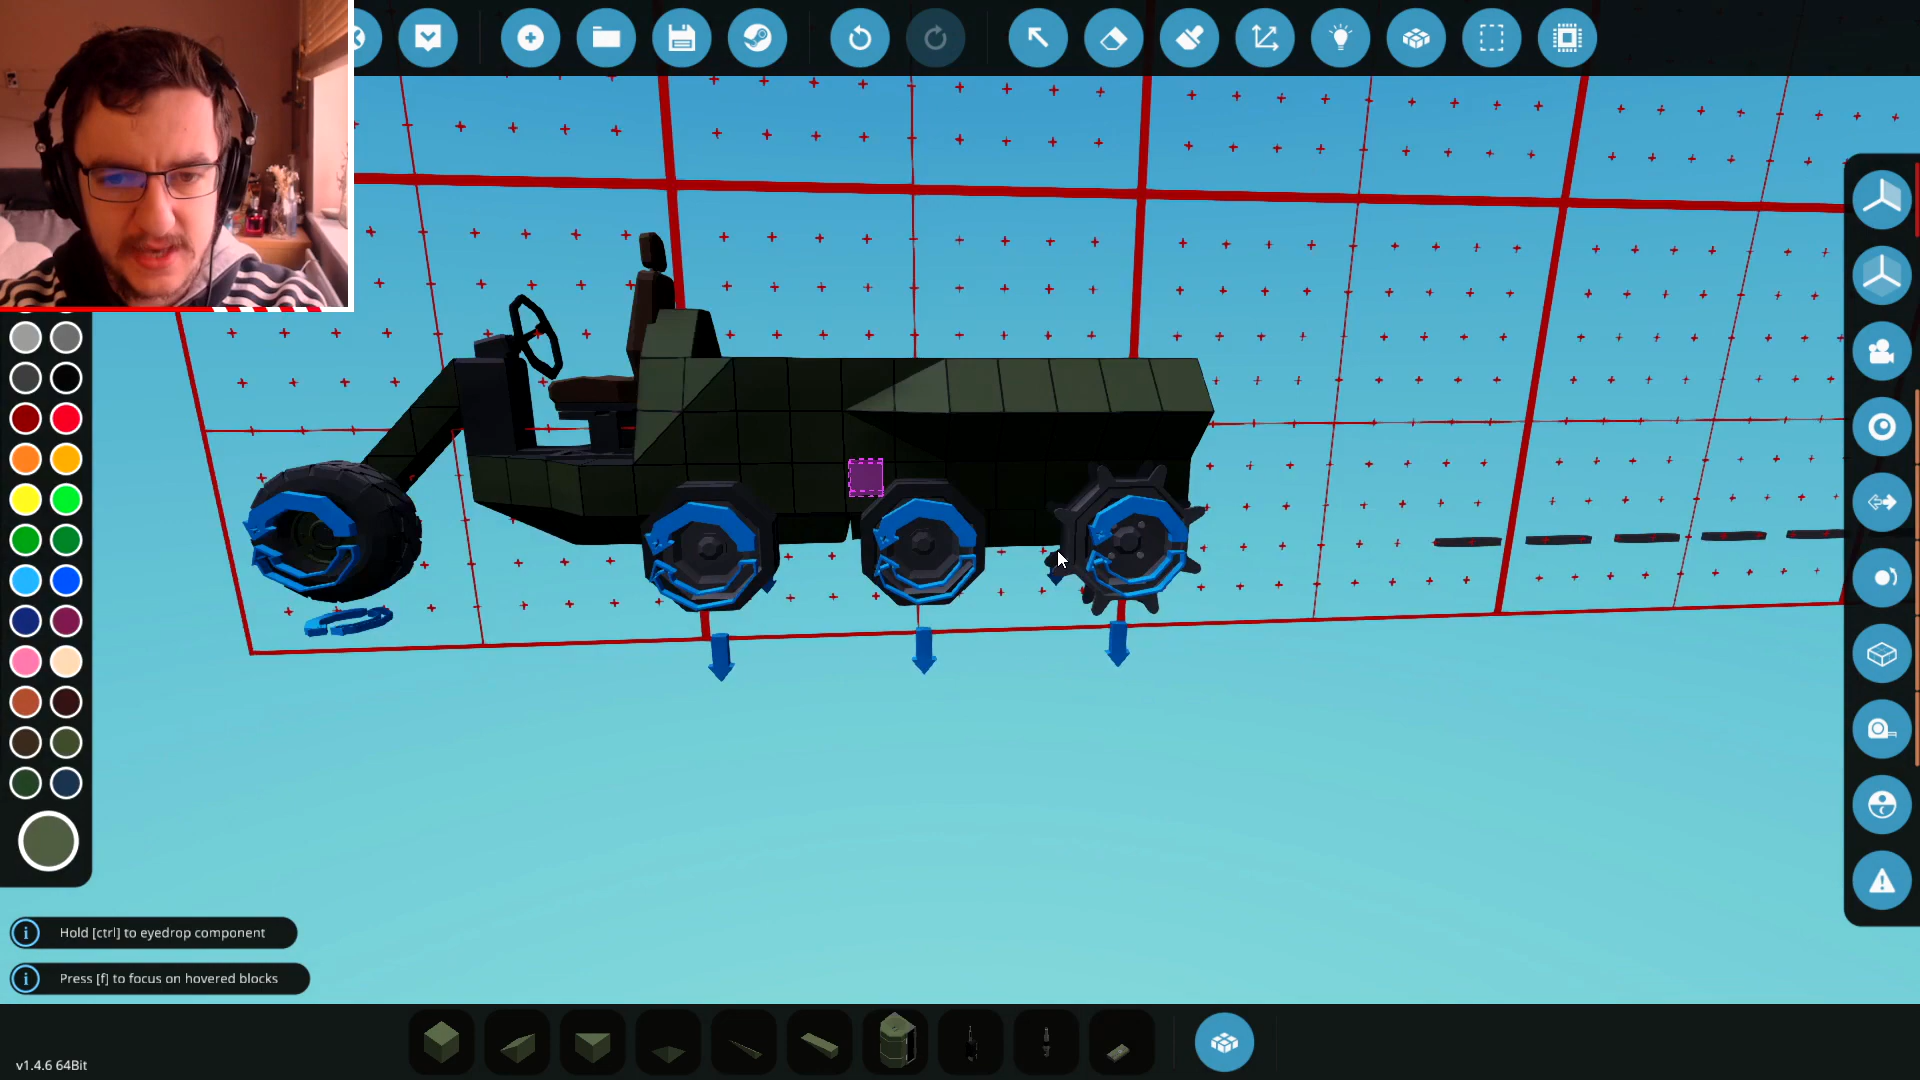 Hold [ctrl] to eyedrop component
Press [f] to focus on hovered blocks
v1.4.6 64Bit